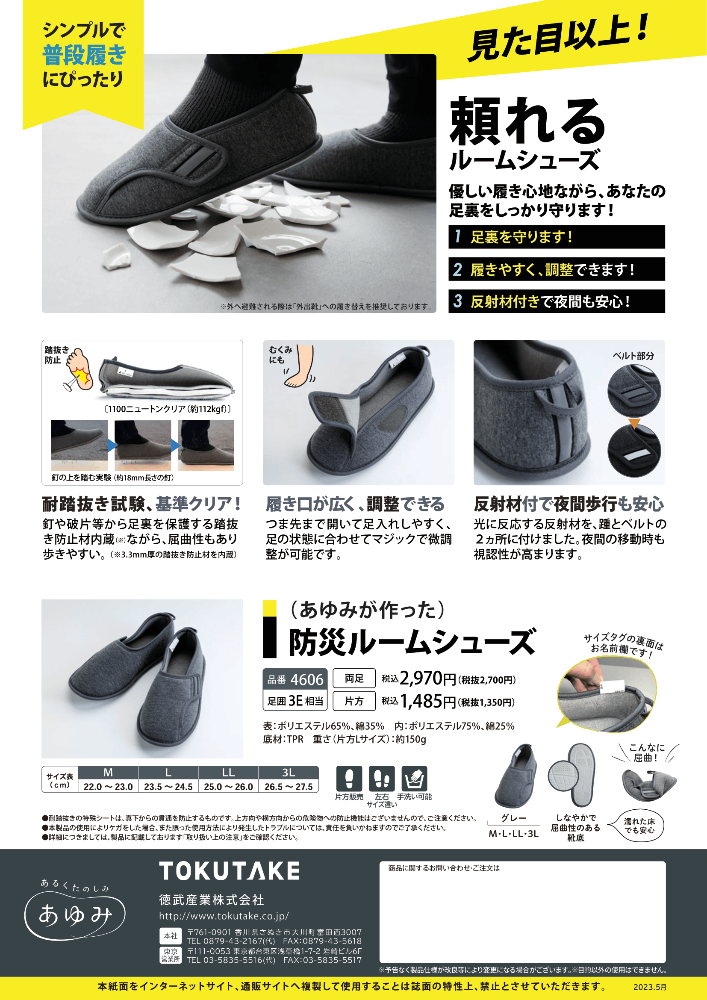 シンプルで
普段履き
にぴったり
見た目以上！
頼れる
ルームシューズ
優しい履き心地ながら、あなたの
足裏をしっかり守ります！
1 足裏を守ります！
2 履きやすく、調整できます！
3 反射材付きで夜間も安心！
※外へ避難される際は「外出靴」への履き替えを推奨しております。
踏抜き
防止
〔1100ニュートンクリア（約112kgf）〕
釘の上を踏む実験（約18mm長さの釘）
耐踏抜き試験、基準クリア！
釘や破片等から足裏を保護する踏抜
き防止材内蔵(※)ながら、屈曲性もあり
歩きやすい。（※3.3mm厚の踏抜き防止材を内蔵）
むくみ
にも
履き口が広く、調整できる
つま先まで開いて足入れしやすく、
足の状態に合わせてマジックで微調
整が可能です。
ベルト部分
反射材付で夜間歩行も安心
光に反応する反射材を、踵とベルトの
２ヵ所に付けました。夜間の移動時も
視認性が高まります。
（あゆみが作った）
防災ルームシューズ
品番 4606
足囲 3E 相当
両足 税込2,970円（税抜2,700円）
片方 税込1,485円（税抜1,350円）
表：ポリエステル65%、綿35%　内：ポリエステル75%、綿25%
底材：TPR　重さ（片方Lサイズ）：約150g
サイズタグの裏面は
お名前欄です！
サイズ表
（cm）
M L LL 3L
22.0 ～ 23.0 23.5 ～ 24.5 25.0 ～ 26.0 26.5 ～ 27.5
片方販売
左右
サイズ違い
手洗い可能
グレー
M・L・LL・3L
しなやかで
屈曲性のある
靴底
こんなに
屈曲！
濡れた床
でも安心
●耐踏抜きの特殊シートは、真下からの貫通を防止するものです。上方向や横方向からの危険物への防止機能はございませんので、ご注意ください。
●本製品の使用によりケガをした場合、また誤った使用方法により発生したトラブルについては、責任を負いかねますのでご了承ください。
●詳細につきましては、製品に記載しております「取り扱い上の注意」をご確認ください。
あるくたのしみ
あゆみ
TOKUTAKE
徳武産業株式会社
http://www.tokutake.co.jp/
本社
〒761-0901 香川県さぬき市大川町富田西3007
TEL 0879-43-2167(代)　FAX：0879-43-5618
東京
営業所
〒111-0053 東京都台東区浅草橋1-7-2 岩崎ビル6F
TEL 03-5835-5516(代)　FAX：03-5835-5517
商品に関するお問い合わせ・ご注文は
※予告なく製品仕様が改良等により変更になる場合がございます。※目的以外の使用はできません。
本紙面をインターネットサイト、通販サイトへ複製して使用することは誌面の特性上、禁止とさせていただきます。
2023.5月